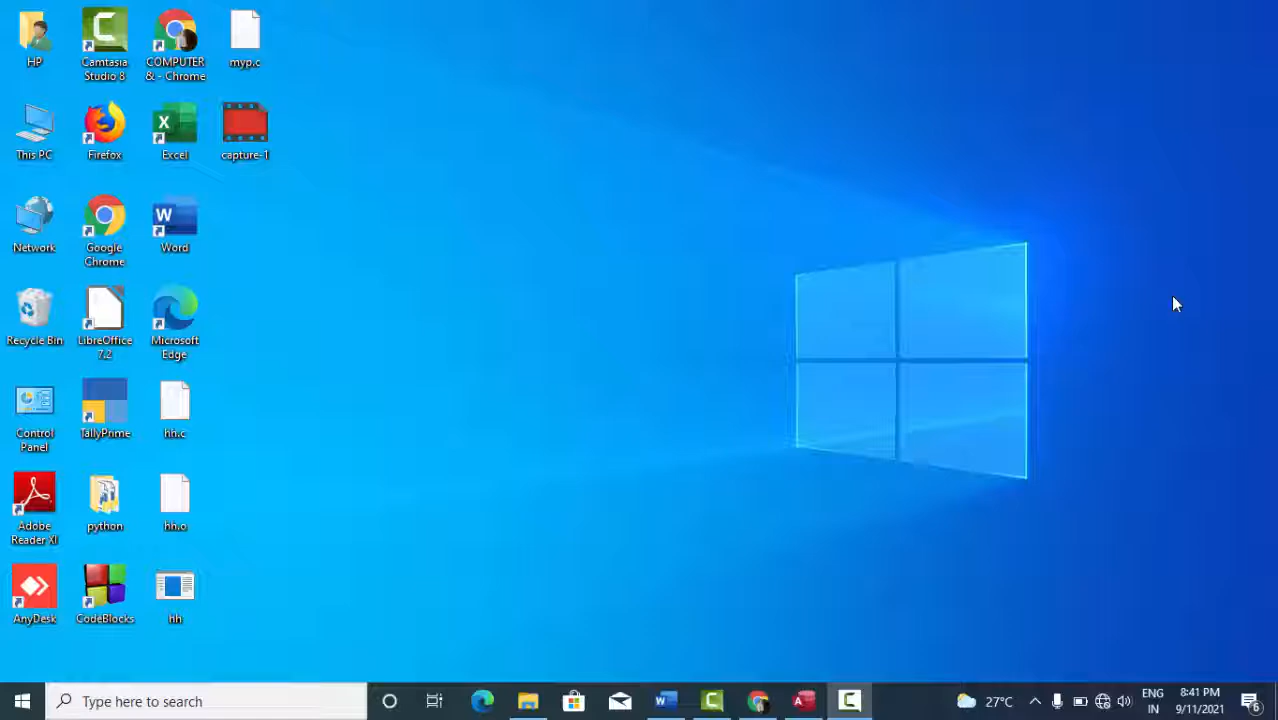 HP
Camtasia
Studio 8
COMPUTER
& - Chrome
myp.c
This PC
Firefox
Excel
capture-1
Network
Google
Chrome
Word
Recycle Bin
LibreOffice
7.2
Microsoft
Edge
Control
Panel
TallyPrime
hh.c
Adobe
Reader XI
python
hh.o
AnyDesk
CodeBlocks
hh
Type here to search
27°C
ENG
IN
8:41 PM
9/11/2021
6